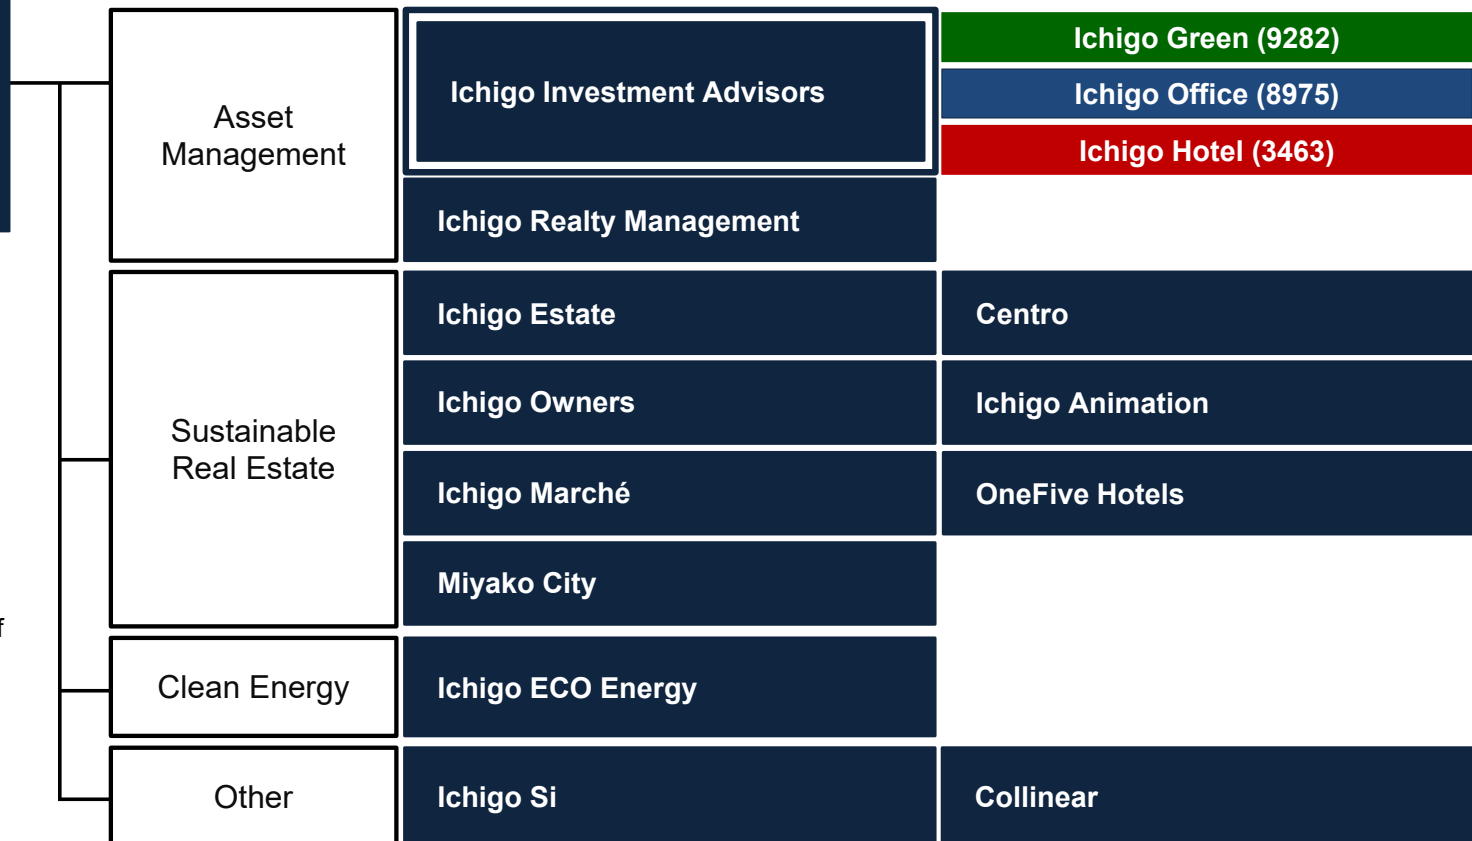 Asset
Management
Ichigo Investment Advisors
Ichigo Green (9282)
Ichigo Office (8975)
Ichigo Hotel (3463)
Ichigo Realty Management
Sustainable
Real Estate
Ichigo Estate
Centro
Ichigo Owners
Ichigo Animation
Ichigo Marché
OneFive Hotels
Miyako City
f
Clean Energy
Ichigo ECO Energy
Other
Ichigo Si
Collinear